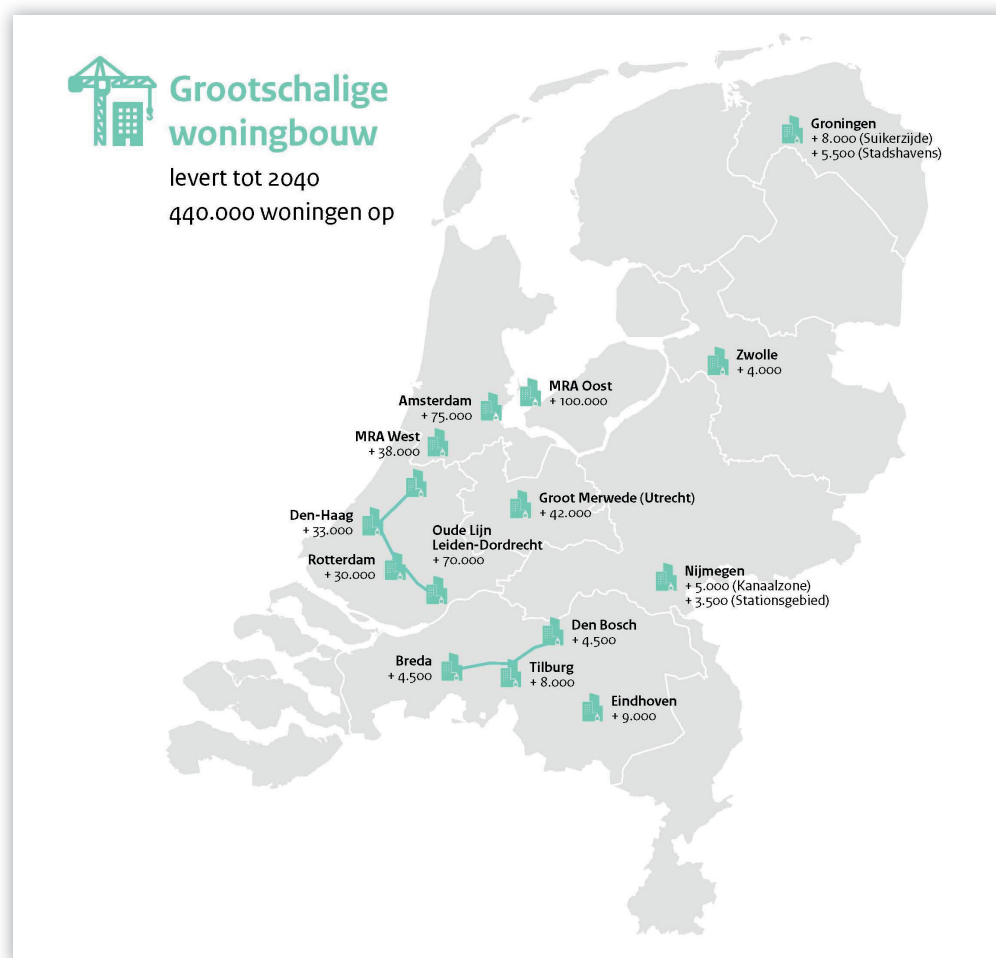 Grootschalige
woningbouw
levert tot 2040
440.000 woningen op
Groningen
+ 8.000 (Suikerzijde)
+ 5.500 (Stadshavens)
Zwolle
+ 4.000
MRA Oost
+ 100.000
Amsterdam
+ 75.000
MRA West
+ 38.000
Groot Merwede (Utrecht)
+ 42.000
Den-Haag
+ 33.000
Oude Lijn
Leiden-Dordrecht
+ 70.000
Rotterdam
+ 30.000
Nijmegen
+ 5.000 (Kanaalzone)
+ 3.500 (Stationsgebied)
Den Bosch
+ 4.500
Breda
+ 4.500
Tilburg
+ 8.000
Eindhoven
+ 9.000